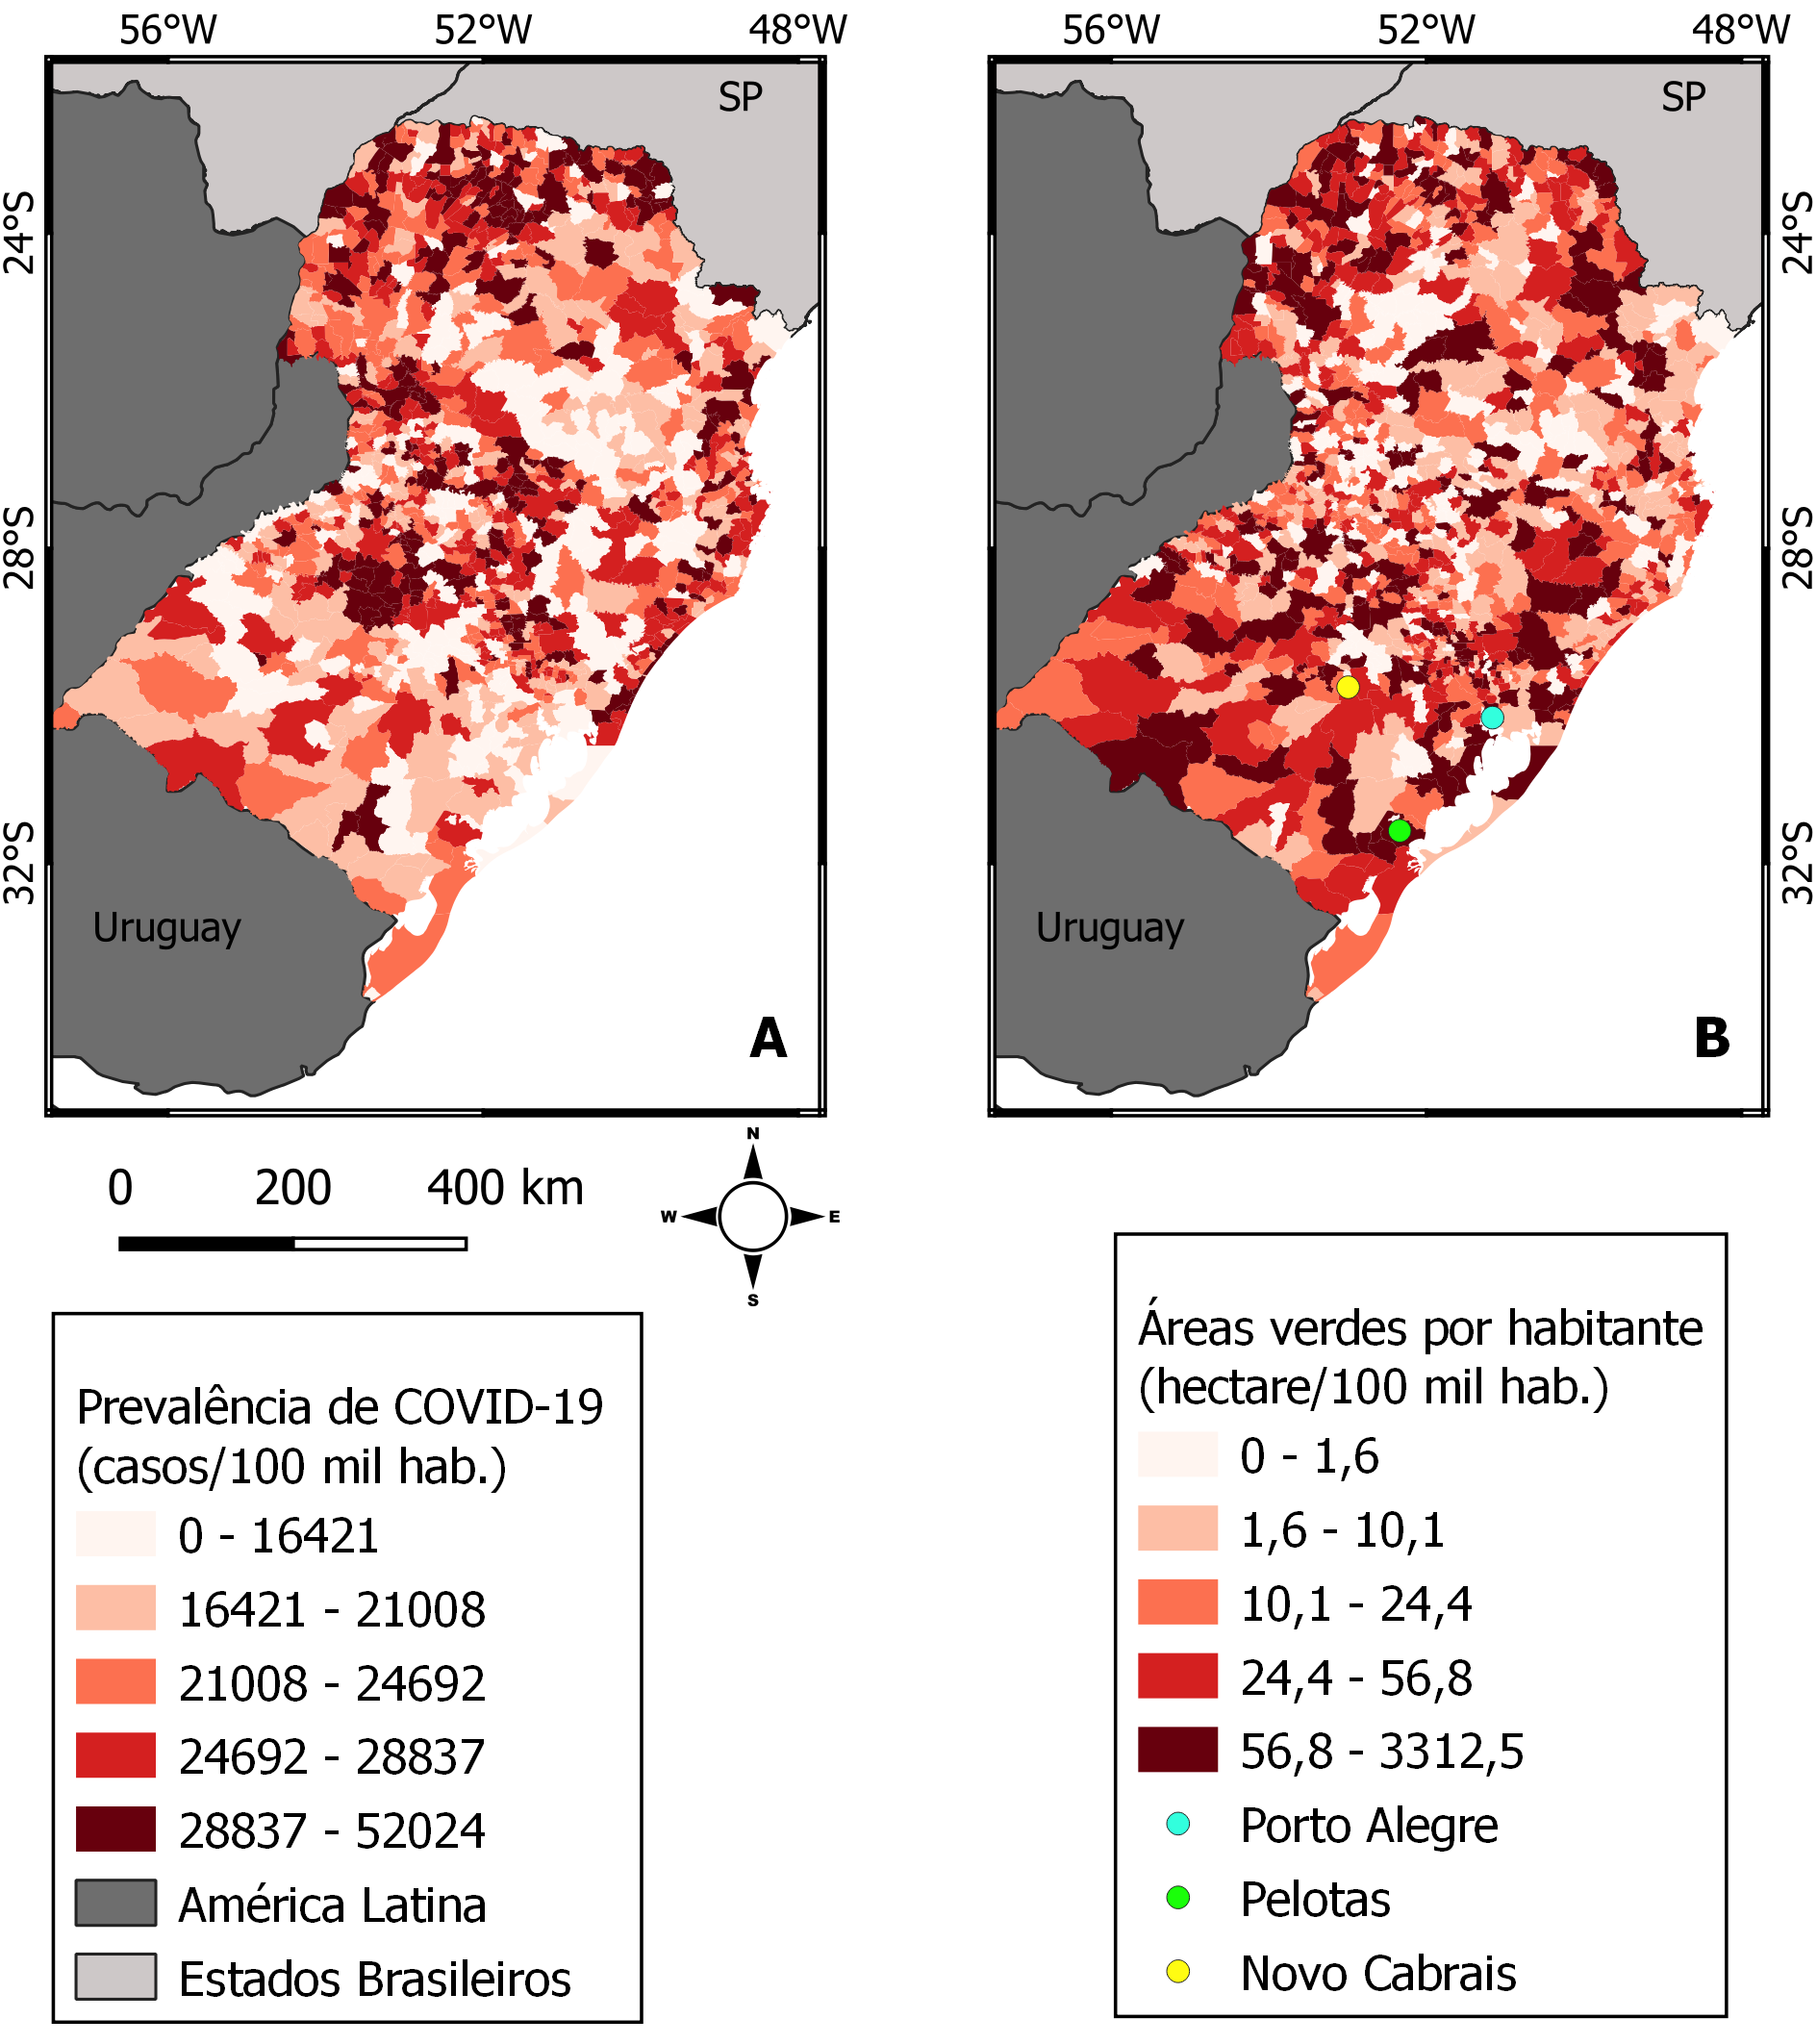 56°W 52°W 48°W
56°W 52°W 48°W
SP
SP
24°S
24°S
28°S
28°S
32°S
32°S
Uruguay
Uruguay
A
B
0 200 400 km
N
W E
S
Prevalência de COVID-19
(casos/100 mil hab.)
0 - 16421
16421 - 21008
21008 - 24692
24692 - 28837
28837 - 52024
América Latina
Estados Brasileiros
Áreas verdes por habitante
(hectare/100 mil hab.)
0 - 1,6
1,6 - 10,1
10,1 - 24,4
24,4 - 56,8
56,8 - 3312,5
Porto Alegre
Pelotas
Novo Cabrais